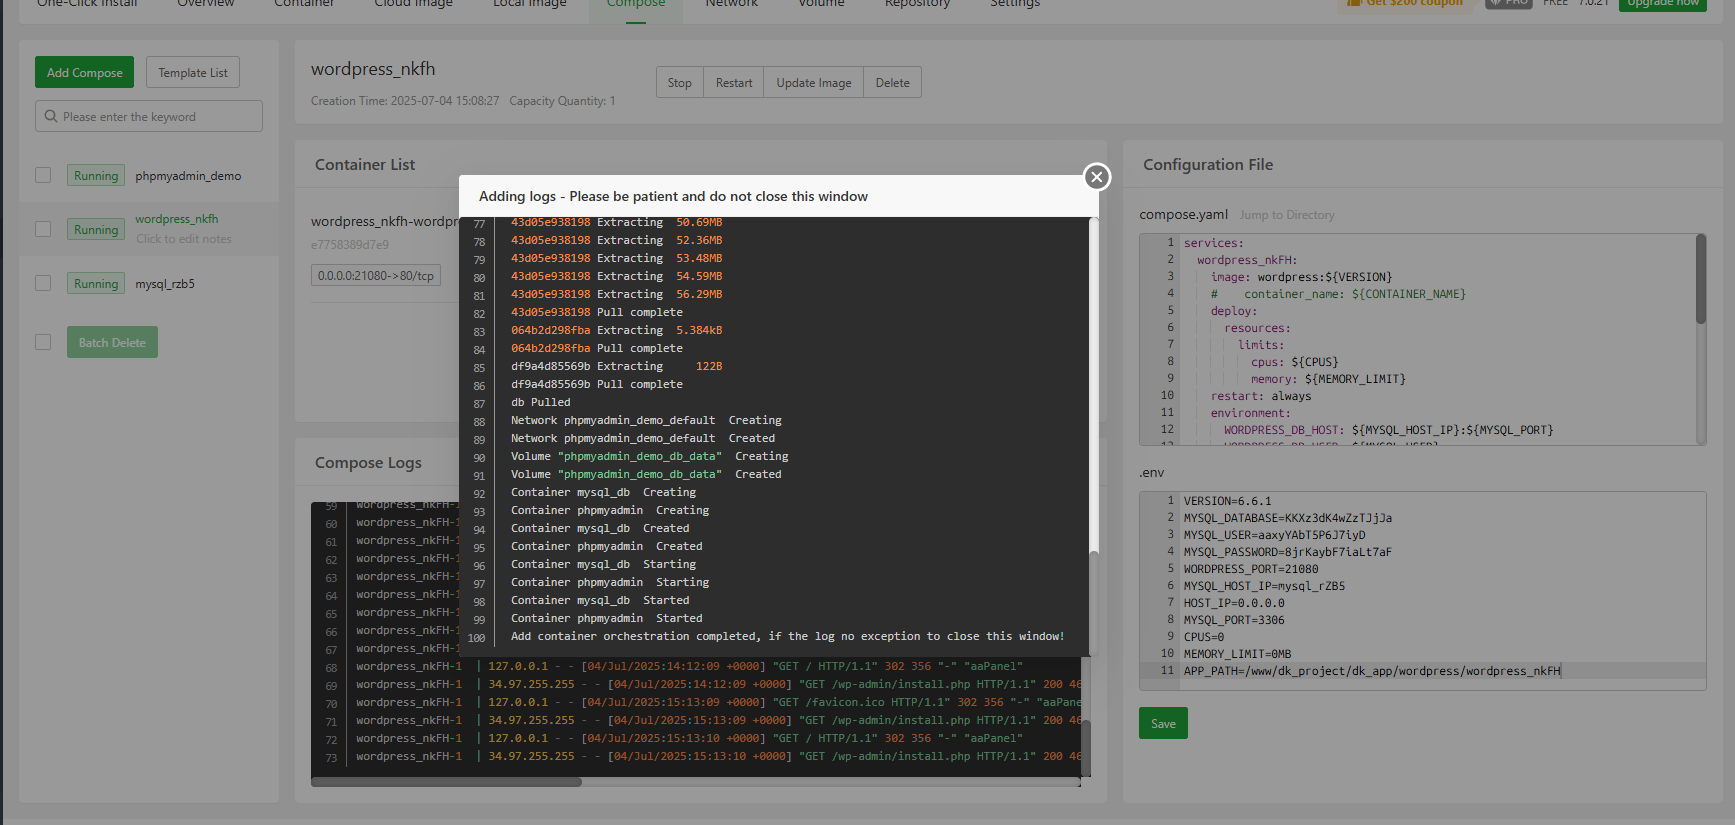 One-Click Install Overview Container Cloud Image Local Image Compose Network Volume Repository Settings Get $200 coupon PRO FREE 7.0.21 Upgrade now
Add Compose Template List
Please enter the keyword
Running phpmyadmin_demo
Running wordpress_nkfh
Click to edit notes
Running mysql_rzb5
Batch Delete
wordpress_nkfh
Creation Time: 2025-07-04 15:08:27 Capacity Quantity: 1
Stop Restart Update Image Delete
Container List
wordpress_nkfh-wordpr
e7758389d7e9
0.0.0.0:21080->80/tcp
Compose Logs
59 wordpress_nkFH-1
60 wordpress_nkFH-1
61 wordpress_nkFH-1
62 wordpress_nkFH-1
63 wordpress_nkFH-1
64 wordpress_nkFH-1
65 wordpress_nkFH-1
66 wordpress_nkFH-1
67 wordpress_nkFH-1
68 wordpress_nkFH-1 | 127.0.0.1 - - [04/Jul/2025:14:12:09 +0000] "GET / HTTP/1.1" 302 356 "-" "aaPanel"
69 wordpress_nkFH-1 | 34.97.255.255 - - [04/Jul/2025:14:12:09 +0000] "GET /wp-admin/install.php HTTP/1.1" 200 46
70 wordpress_nkFH-1 | 127.0.0.1 - - [04/Jul/2025:15:13:09 +0000] "GET /favicon.ico HTTP/1.1" 302 356 "-" "aaPane
71 wordpress_nkFH-1 | 34.97.255.255 - - [04/Jul/2025:15:13:09 +0000] "GET /wp-admin/install.php HTTP/1.1" 200 46
72 wordpress_nkFH-1 | 127.0.0.1 - - [04/Jul/2025:15:13:10 +0000] "GET / HTTP/1.1" 302 356 "-" "aaPanel"
73 wordpress_nkFH-1 | 34.97.255.255 - - [04/Jul/2025:15:13:10 +0000] "GET /wp-admin/install.php HTTP/1.1" 200 46
Adding logs - Please be patient and do not close this window
77 43d05e938198 Extracting 50.69MB
78 43d05e938198 Extracting 52.36MB
79 43d05e938198 Extracting 53.48MB
80 43d05e938198 Extracting 54.59MB
81 43d05e938198 Extracting 56.29MB
82 43d05e938198 Pull complete
83 064b2d298fba Extracting 5.384kB
84 064b2d298fba Pull complete
85 df9a4d85569b Extracting 122B
86 df9a4d85569b Pull complete
87 db Pulled
88 Network phpmyadmin_demo_default Creating
89 Network phpmyadmin_demo_default Created
90 Volume "phpmyadmin_demo_db_data" Creating
91 Volume "phpmyadmin_demo_db_data" Created
92 Container mysql_db Creating
93 Container phpmyadmin Creating
94 Container mysql_db Created
95 Container phpmyadmin Created
96 Container mysql_db Starting
97 Container phpmyadmin Starting
98 Container mysql_db Started
99 Container phpmyadmin Started
100 Add container orchestration completed, if the log no exception to close this window!
Configuration File
compose.yaml Jump to Directory
1 services:
2 wordpress_nkFH:
3 image: wordpress:${VERSION}
4 # container_name: ${CONTAINER_NAME}
5 deploy:
6 resources:
7 limits:
8 cpus: ${CPUS}
9 memory: ${MEMORY_LIMIT}
10 restart: always
11 environment:
12 WORDPRESS_DB_HOST: ${MYSQL_HOST_IP}:${MYSQL_PORT}
.env
1 VERSION=6.6.1
2 MYSQL_DATABASE=KKXz3dK4wZzTJjJa
3 MYSQL_USER=aaxyYAbT5P6J7iyD
4 MYSQL_PASSWORD=8jrKaybF7iaLt7aF
5 WORDPRESS_PORT=21080
6 MYSQL_HOST_IP=mysql_rZB5
7 HOST_IP=0.0.0.0
8 MYSQL_PORT=3306
9 CPUS=0
10 MEMORY_LIMIT=0MB
11 APP_PATH=/www/dk_project/dk_app/wordpress/wordpress_nkFH
Save